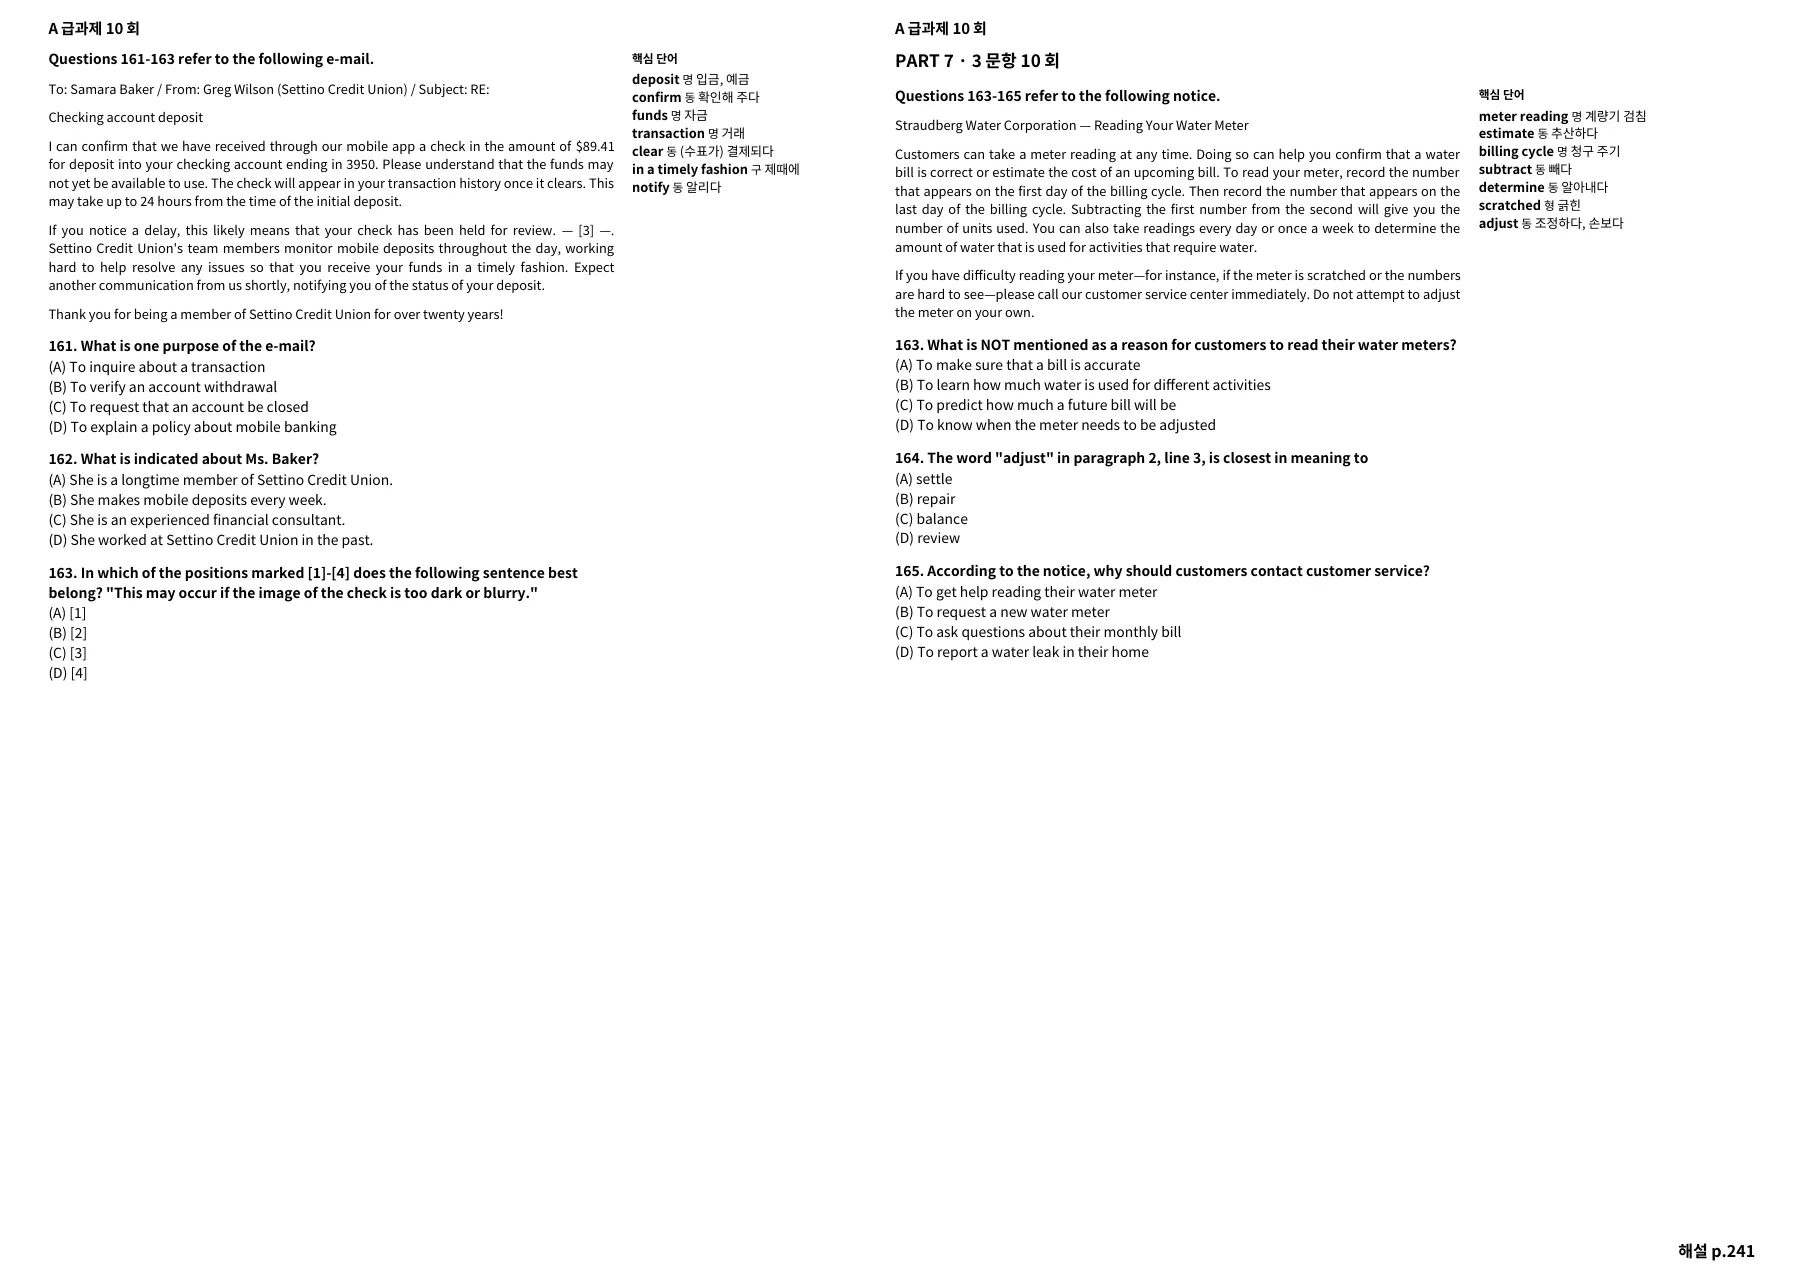 A 급과제 10 회
Questions 161-163 refer to the following e-mail.
To: Samara Baker / From: Greg Wilson (Settino Credit Union) / Subject: RE:
Checking account deposit
I can confirm that we have received through our mobile app a check in the amount of $89.41
for deposit into your checking account ending in 3950. Please understand that the funds may
not yet be available to use. The check will appear in your transaction history once it clears. This
may take up to 24 hours from the time of the initial deposit.
If you notice a delay, this likely means that your check has been held for review. — [3] —.
Settino Credit Union's team members monitor mobile deposits throughout the day, working
hard to help resolve any issues so that you receive your funds in a timely fashion. Expect
another communication from us shortly, notifying you of the status of your deposit.
Thank you for being a member of Settino Credit Union for over twenty years!
161. What is one purpose of the e-mail?
(A) To inquire about a transaction
(B) To verify an account withdrawal
(C) To request that an account be closed
(D) To explain a policy about mobile banking
162. What is indicated about Ms. Baker?
(A) She is a longtime member of Settino Credit Union.
(B) She makes mobile deposits every week.
(C) She is an experienced financial consultant.
(D) She worked at Settino Credit Union in the past.
163. In which of the positions marked [1]-[4] does the following sentence best
belong? "This may occur if the image of the check is too dark or blurry."
(A) [1]
(B) [2]
(C) [3]
(D) [4]
핵심 단어
deposit 명 입금, 예금
confirm 동 확인해 주다
funds 명 자금
transaction 명 거래
clear 동 (수표가) 결제되다
in a timely fashion 구 제때에
notify 동 알리다
A 급과제 10 회
PART 7 · 3 문항 10 회
Questions 163-165 refer to the following notice.
Straudberg Water Corporation — Reading Your Water Meter
Customers can take a meter reading at any time. Doing so can help you confirm that a water
bill is correct or estimate the cost of an upcoming bill. To read your meter, record the number
that appears on the first day of the billing cycle. Then record the number that appears on the
last day of the billing cycle. Subtracting the first number from the second will give you the
number of units used. You can also take readings every day or once a week to determine the
amount of water that is used for activities that require water.
If you have difficulty reading your meter—for instance, if the meter is scratched or the numbers
are hard to see—please call our customer service center immediately. Do not attempt to adjust
the meter on your own.
163. What is NOT mentioned as a reason for customers to read their water meters?
(A) To make sure that a bill is accurate
(B) To learn how much water is used for different activities
(C) To predict how much a future bill will be
(D) To know when the meter needs to be adjusted
164. The word "adjust" in paragraph 2, line 3, is closest in meaning to
(A) settle
(B) repair
(C) balance
(D) review
165. According to the notice, why should customers contact customer service?
(A) To get help reading their water meter
(B) To request a new water meter
(C) To ask questions about their monthly bill
(D) To report a water leak in their home
핵심 단어
meter reading 명 계량기 검침
estimate 동 추산하다
billing cycle 명 청구 주기
subtract 동 빼다
determine 동 알아내다
scratched 형 긁힌
adjust 동 조정하다, 손보다
해설 p.241